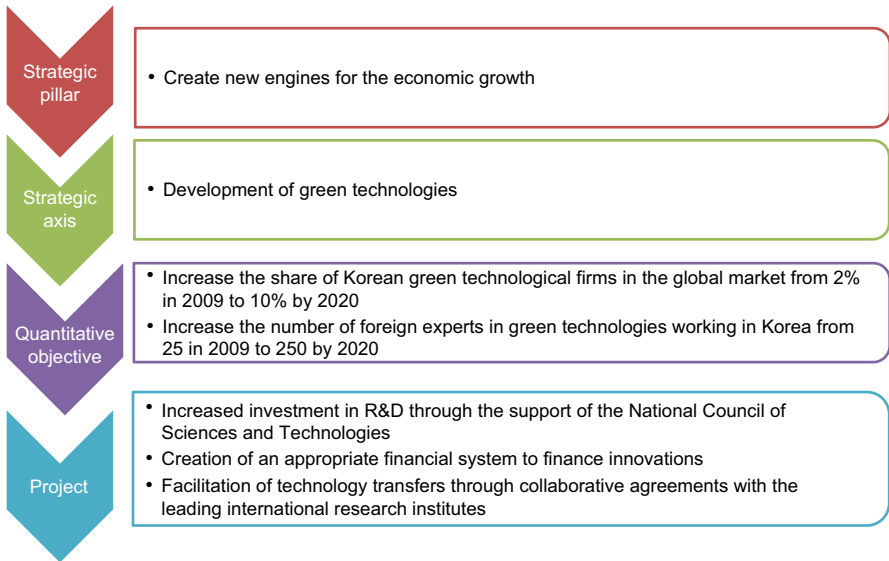 Strategic
pillar
• Create new engines for the economic growth
Strategic
axis
• Development of green technologies
Quantitative
objective
• Increase the share of Korean green technological firms in the global market from 2%
in 2009 to 10% by 2020
• Increase the number of foreign experts in green technologies working in Korea from
25 in 2009 to 250 by 2020
Project
• Increased investment in R&D through the support of the National Council of
Sciences and Technologies
• Creation of an appropriate financial system to finance innovations
• Facilitation of technology transfers through collaborative agreements with the
leading international research institutes